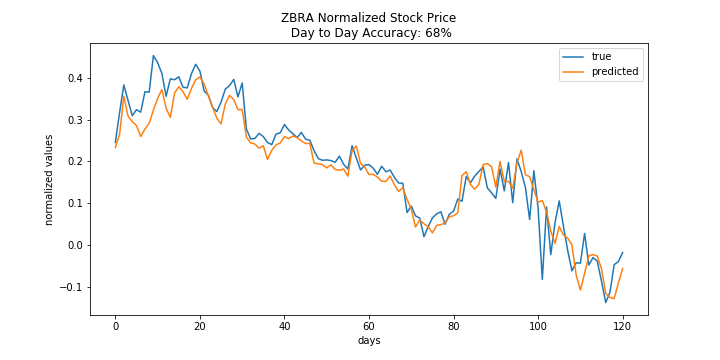 ZBRA Normalized Stock Price
Day to Day Accuracy: 68%
true
predicted
normalized values
0.4
0.3
0.2
0.1
0.0
−0.1
0
20
40
60
80
100
120
days